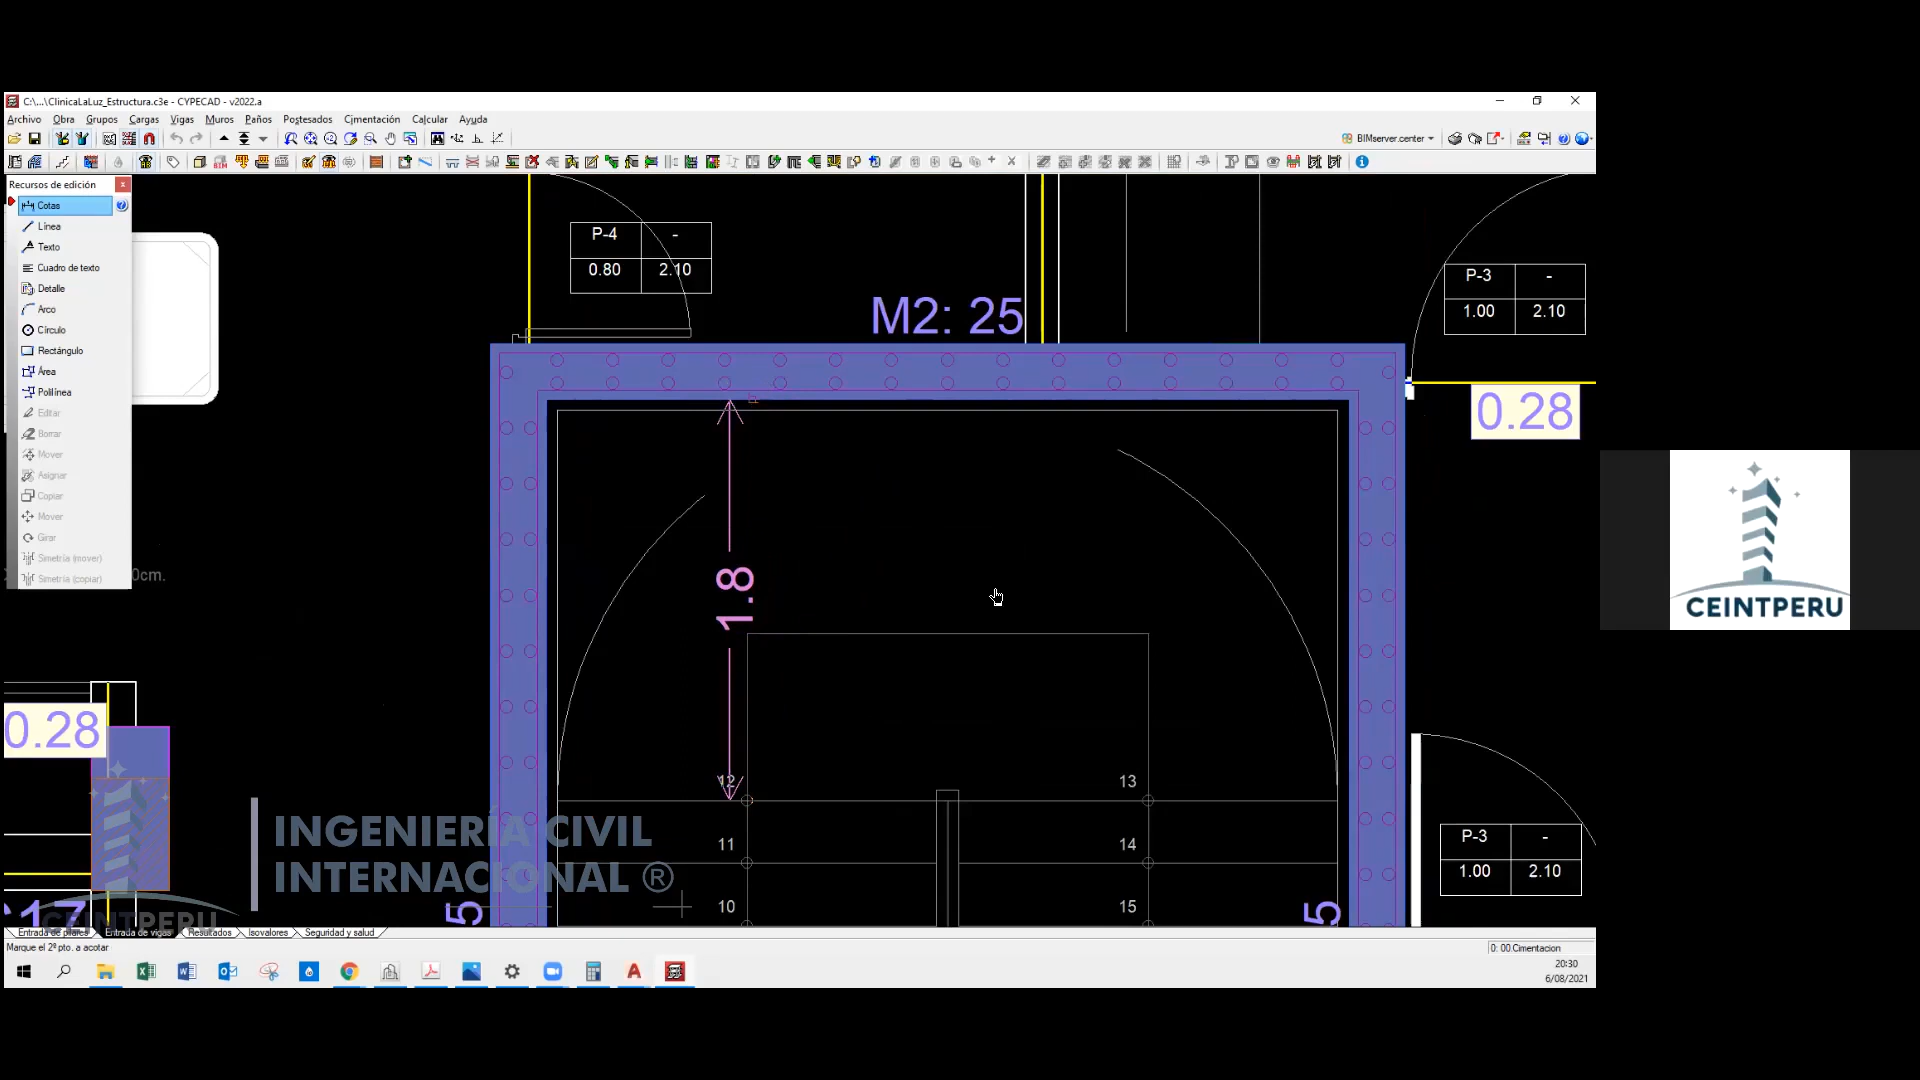 C:\...\ClinicaLaLuz_Estructura.c3e - CYPECAD - v2022.a
Archivo Obra Grupos Cargas Vigas Muros Paños Postesados Cimentación Calcular Ayuda
BIMserver.center
Recursos de edición
Cotas
Línea
Texto
Cuadro de texto
Detalle
Arco
Círculo
Rectángulo
Área
Polilínea
Editar
Borrar
Mover
Asignar
Copiar
Mover
Girar
Simetría (mover)
Simetría (copiar)
0cm.
P-4 -
0.80 2.10
M2: 25
P-3 -
1.00 2.10
0.28
1.8
CEINTPERU
0.28
12
13
11
14
10
15
P-3 -
1.00 2.10
INGENIERÍA CIVIL
INTERNACIONAL ®
CEINTPERU
5
5
Entrada de pilares Entrada de vigas Resultados Isovalores Seguridad y salud
Marque el 2º pto. a acotar
0: 00.Cimentacion
20:30
6/08/2021